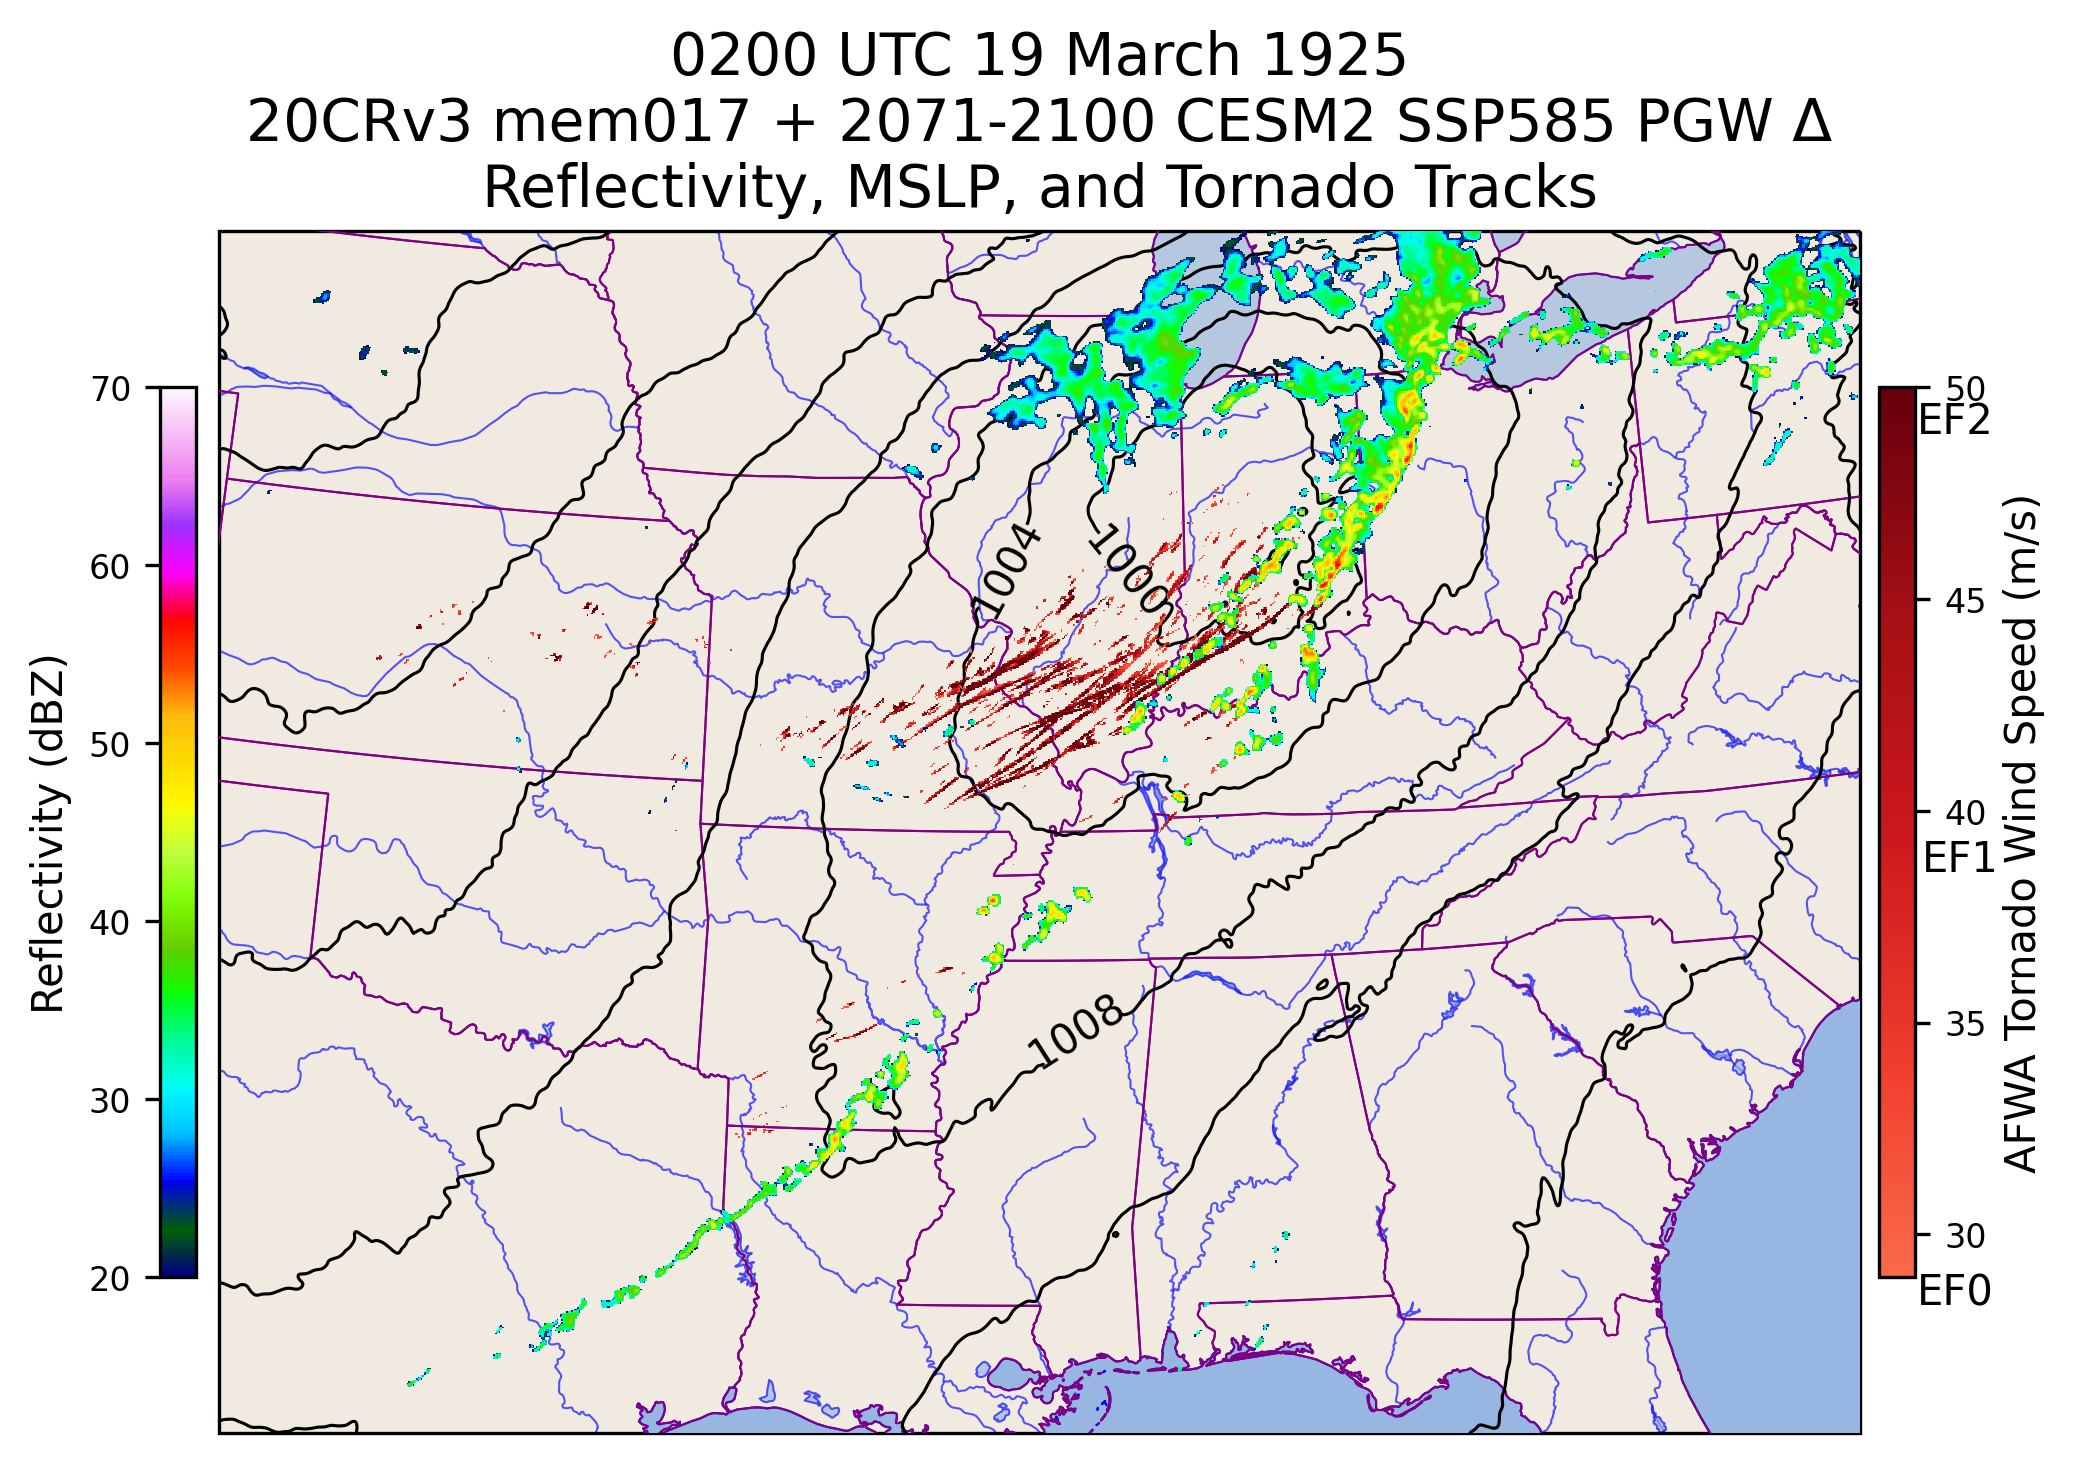 0200 UTC 19 March 1925
20CRv3 mem017 + 2071-2100 CESM2 SSP585 PGW Δ
Reflectivity, MSLP, and Tornado Tracks
Reflectivity (dBZ)
70
60
50
40
30
20
1004
1000
1008
50
EF2
45
40
EF1
35
30
EF0
AFWA Tornado Wind Speed (m/s)